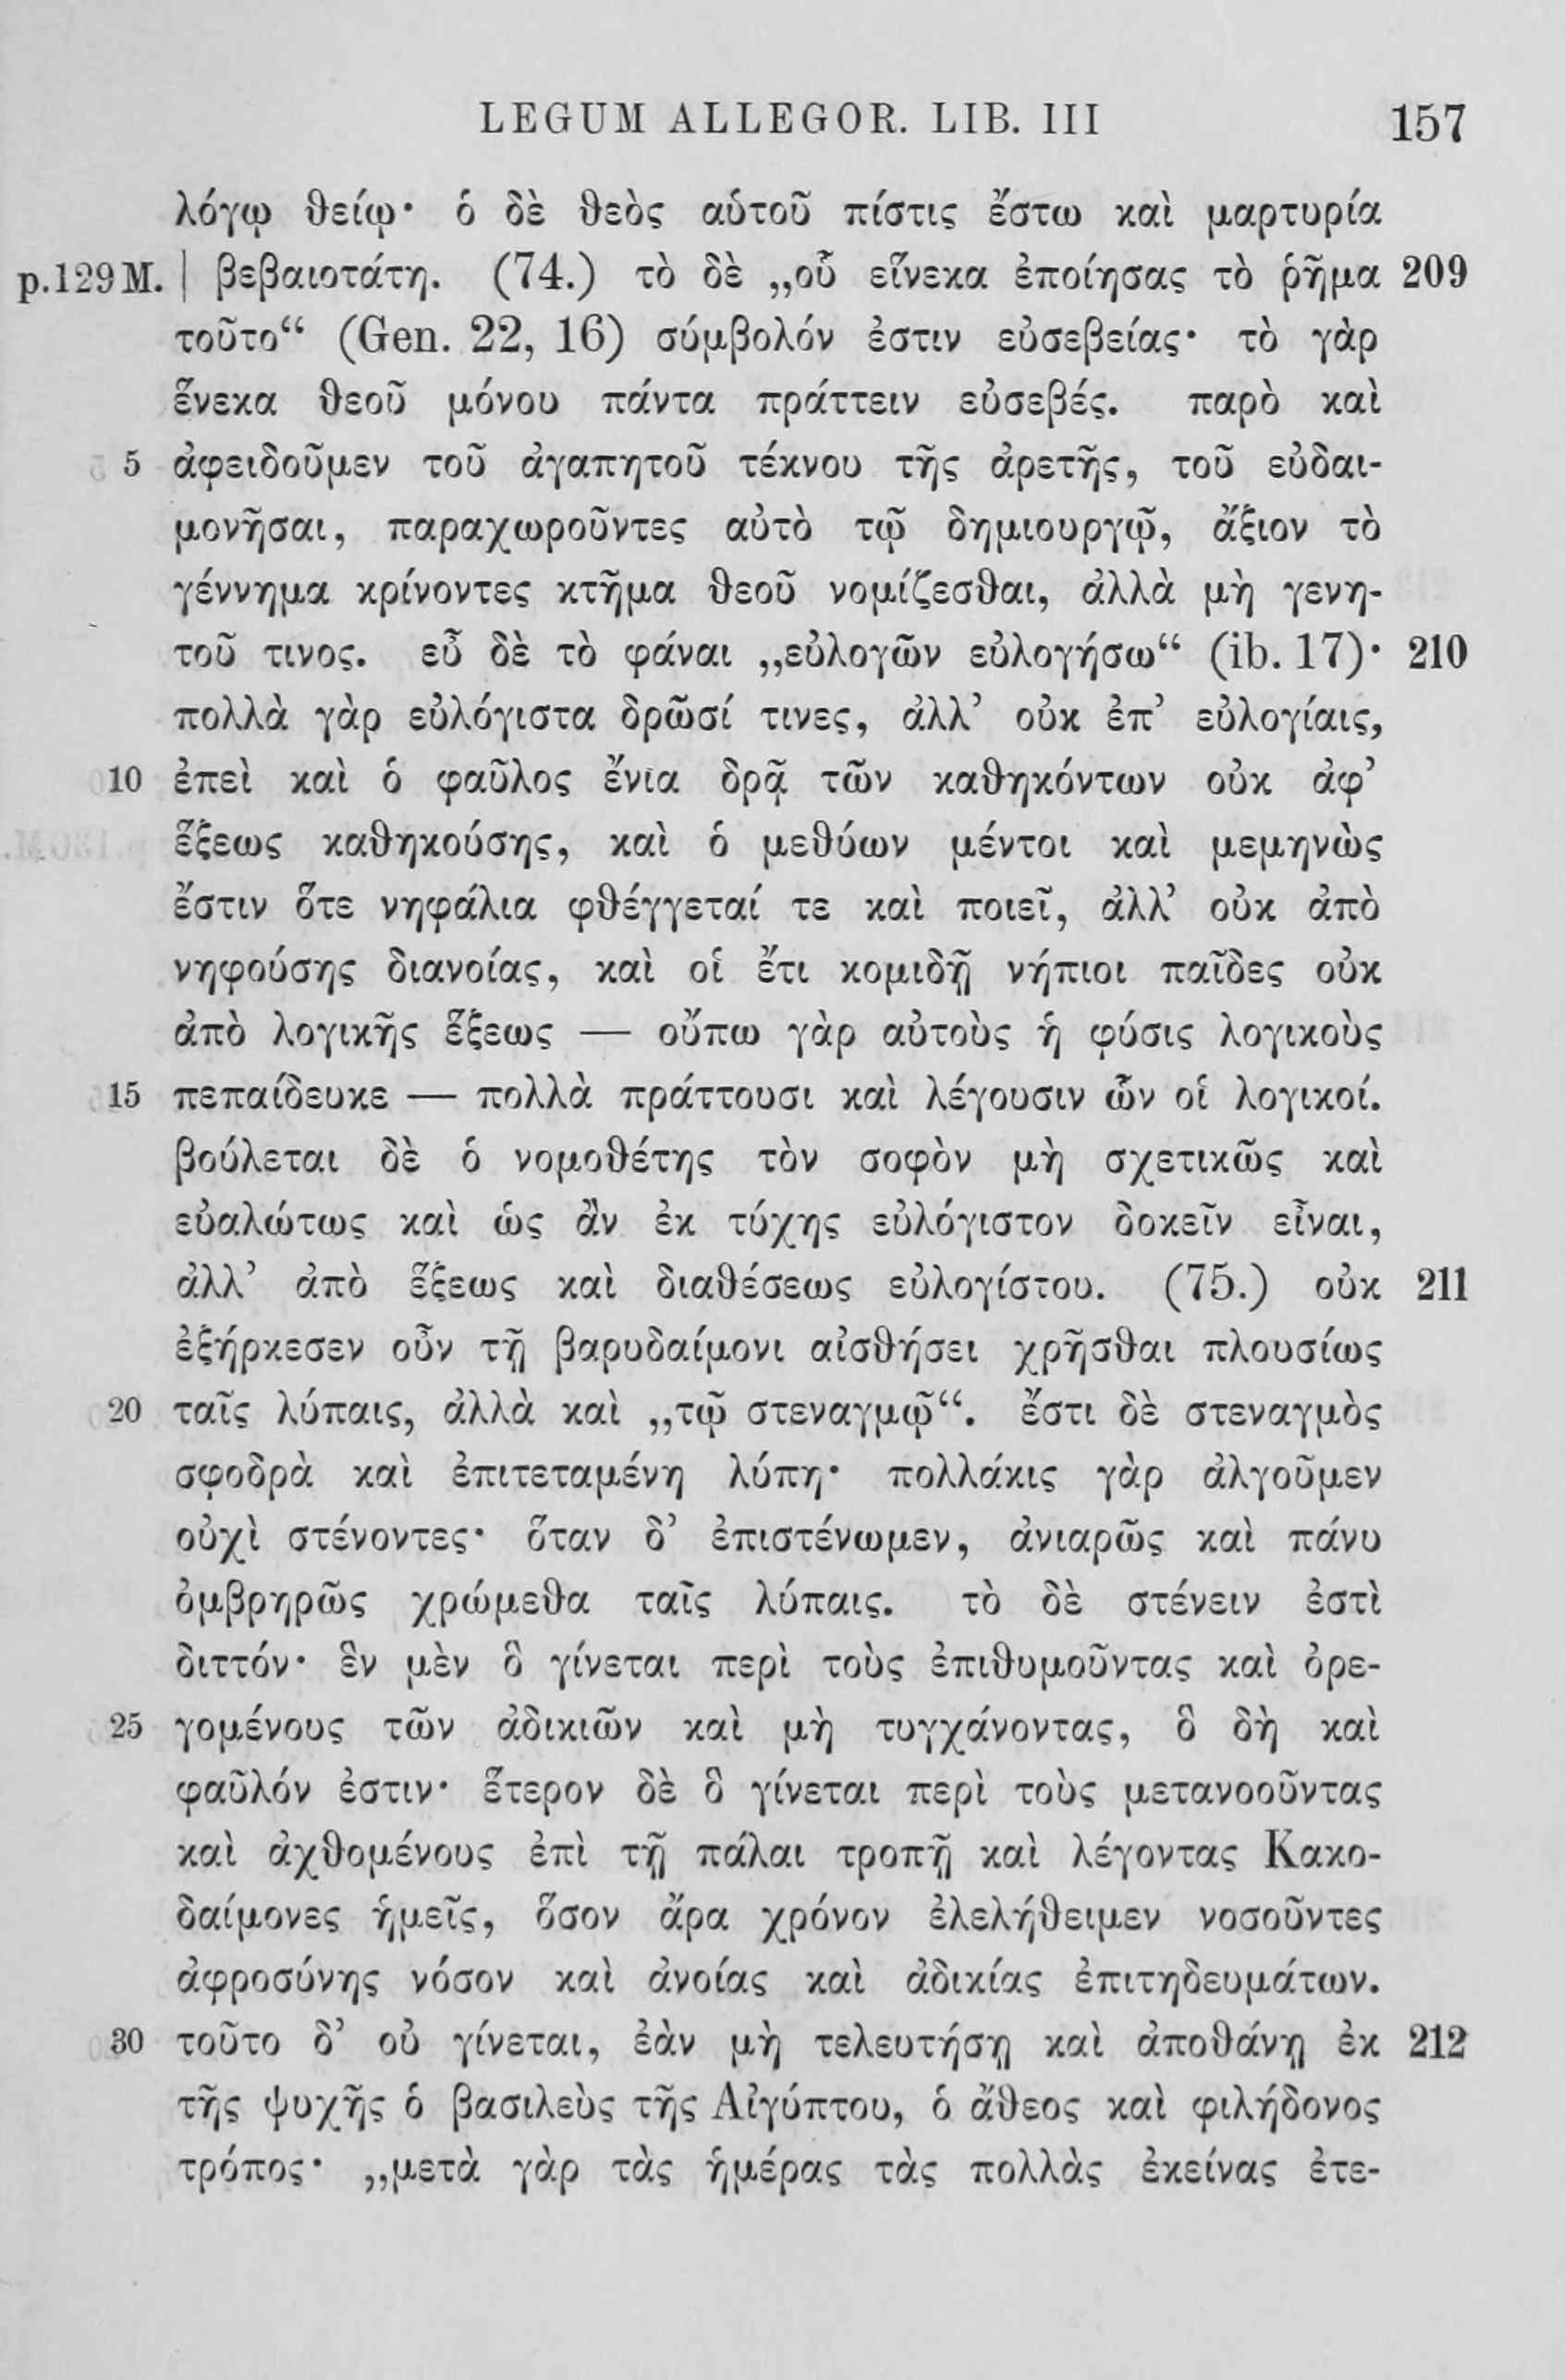 LEGUM ALLEGOR. LIB. III 157
λόγῳ θείῳ· ὁ δὲ θεὸς αὑτοῦ πίστις ἔστω καὶ μαρτυρία
p.129 M. | βεβαιοτάτη. (74.) τὸ δὲ „οὗ εἵνεκα ἐποίησας τὸ ῥῆμα 209
τοῦτο“ (Gen. 22, 16) σύμβολόν ἐστιν εὐσεβείας· τὸ γὰρ
ἕνεκα θεοῦ μόνου πάντα πράττειν εὐσεβές. παρὸ καὶ
5 ἀφειδοῦμεν τοῦ ἀγαπητοῦ τέκνου τῆς ἀρετῆς, τοῦ εὐδαι-
μονῆσαι, παραχωροῦντες αὐτὸ τῷ δημιουργῷ, ἄξιον τὸ
γέννημα κρίνοντες κτῆμα θεοῦ νομίζεσθαι, ἀλλὰ μὴ γενη-
τοῦ τινος. εὖ δὲ τὸ φάναι „εὐλογῶν εὐλογήσω“ (ib. 17)· 210
πολλὰ γὰρ εὐλόγιστα δρῶσί τινες, ἀλλ’ οὐκ ἐπ’ εὐλογίαις,
10 ἐπεὶ καὶ ὁ φαῦλος ἔνια δρᾷ τῶν καθηκόντων οὐκ ἀφ’
ἕξεως καθηκούσης, καὶ ὁ μεθύων μέντοι καὶ μεμηνὼς
ἔστιν ὅτε νηφάλια φθέγγεταί τε καὶ ποιεῖ, ἀλλ’ οὐκ ἀπὸ
νηφούσης διανοίας, καὶ οἱ ἔτι κομιδῇ νήπιοι παῖδες οὐκ
ἀπὸ λογικῆς ἕξεως — οὔπω γὰρ αὐτοὺς ἡ φύσις λογικοὺς
15 πεπαίδευκε — πολλὰ πράττουσι καὶ λέγουσιν ὧν οἱ λογικοί.
βούλεται δὲ ὁ νομοθέτης τὸν σοφὸν μὴ σχετικῶς καὶ
εὐαλώτως καὶ ὡς ἂν ἐκ τύχης εὐλόγιστον δοκεῖν εἶναι,
ἀλλ’ ἀπὸ ἕξεως καὶ διαθέσεως εὐλογίστου. (75.) οὐκ 211
ἐξήρκεσεν οὖν τῇ βαρυδαίμονι αἰσθήσει χρῆσθαι πλουσίως
20 ταῖς λύπαις, ἀλλὰ καὶ „τῷ στεναγμῷ“. ἔστι δὲ στεναγμὸς
σφοδρὰ καὶ ἐπιτεταμένη λύπη· πολλάκις γὰρ ἀλγοῦμεν
οὐχὶ στένοντες· ὅταν δ’ ἐπιστένωμεν, ἀνιαρῶς καὶ πάνυ
ὀμβρηρῶς χρώμεθα ταῖς λύπαις. τὸ δὲ στένειν ἐστὶ
διττόν· ἓν μὲν ὃ γίνεται περὶ τοὺς ἐπιθυμοῦντας καὶ ὀρε-
25 γομένους τῶν ἀδικιῶν καὶ μὴ τυγχάνοντας, ὃ δὴ καὶ
φαῦλόν ἐστιν· ἕτερον δὲ ὃ γίνεται περὶ τοὺς μετανοοῦντας
καὶ ἀχθομένους ἐπὶ τῇ πάλαι τροπῇ καὶ λέγοντας Κακο-
δαίμονες ἡμεῖς, ὅσον ἄρα χρόνον ἐλελήθειμεν νοσοῦντες
ἀφροσύνης νόσον καὶ ἀνοίας καὶ ἀδικίας ἐπιτηδευμάτων.
30 τοῦτο δ’ οὐ γίνεται, ἐὰν μὴ τελευτήσῃ καὶ ἀποθάνῃ ἐκ 212
τῆς ψυχῆς ὁ βασιλεὺς τῆς Αἰγύπτου, ὁ ἄθεος καὶ φιλήδονος
τρόπος· „μετὰ γὰρ τὰς ἡμέρας τὰς πολλὰς ἐκείνας ἐτε-